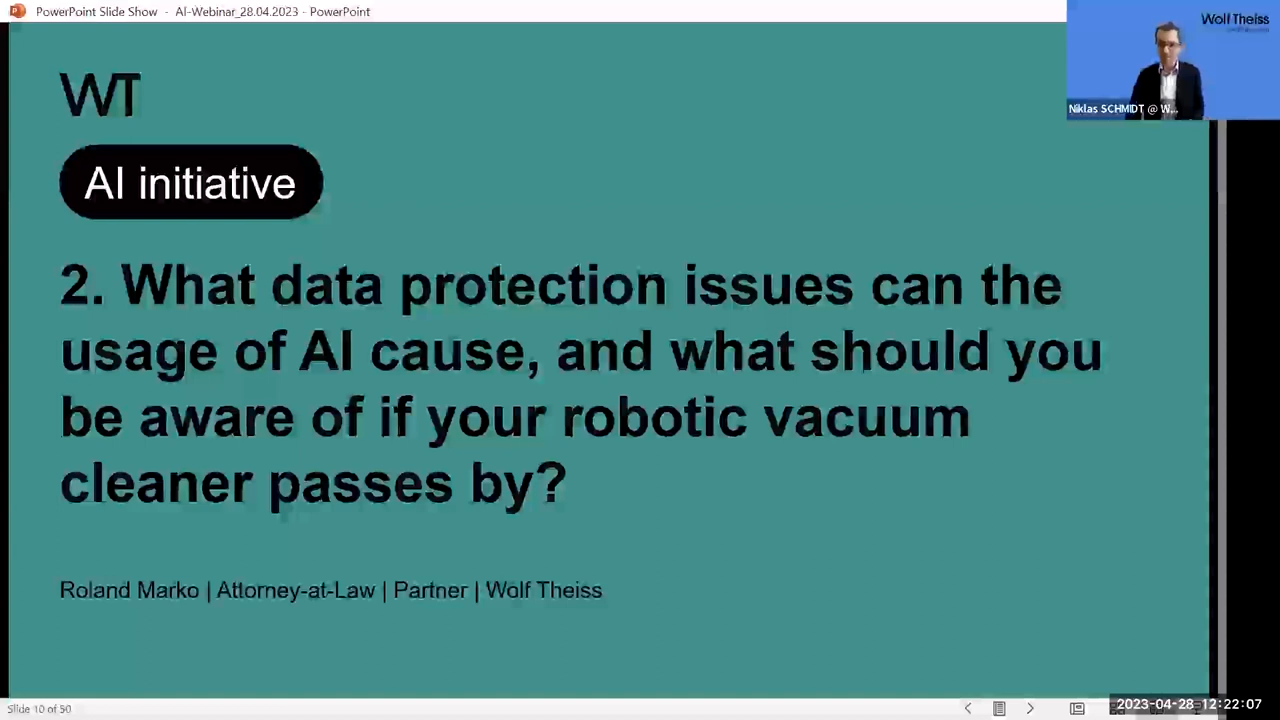 PowerPoint Slide Show - AI-Webinar_28.04.2023 - PowerPoint
Wolf Theiss
Niklas SCHMIDT @ W...
WT
AI initiative
2. What data protection issues can the
usage of AI cause, and what should you
be aware of if your robotic vacuum
cleaner passes by?
Roland Marko | Attorney-at-Law | Partner | Wolf Theiss
Slide 10 of 50
2023-04-28 12:22:07